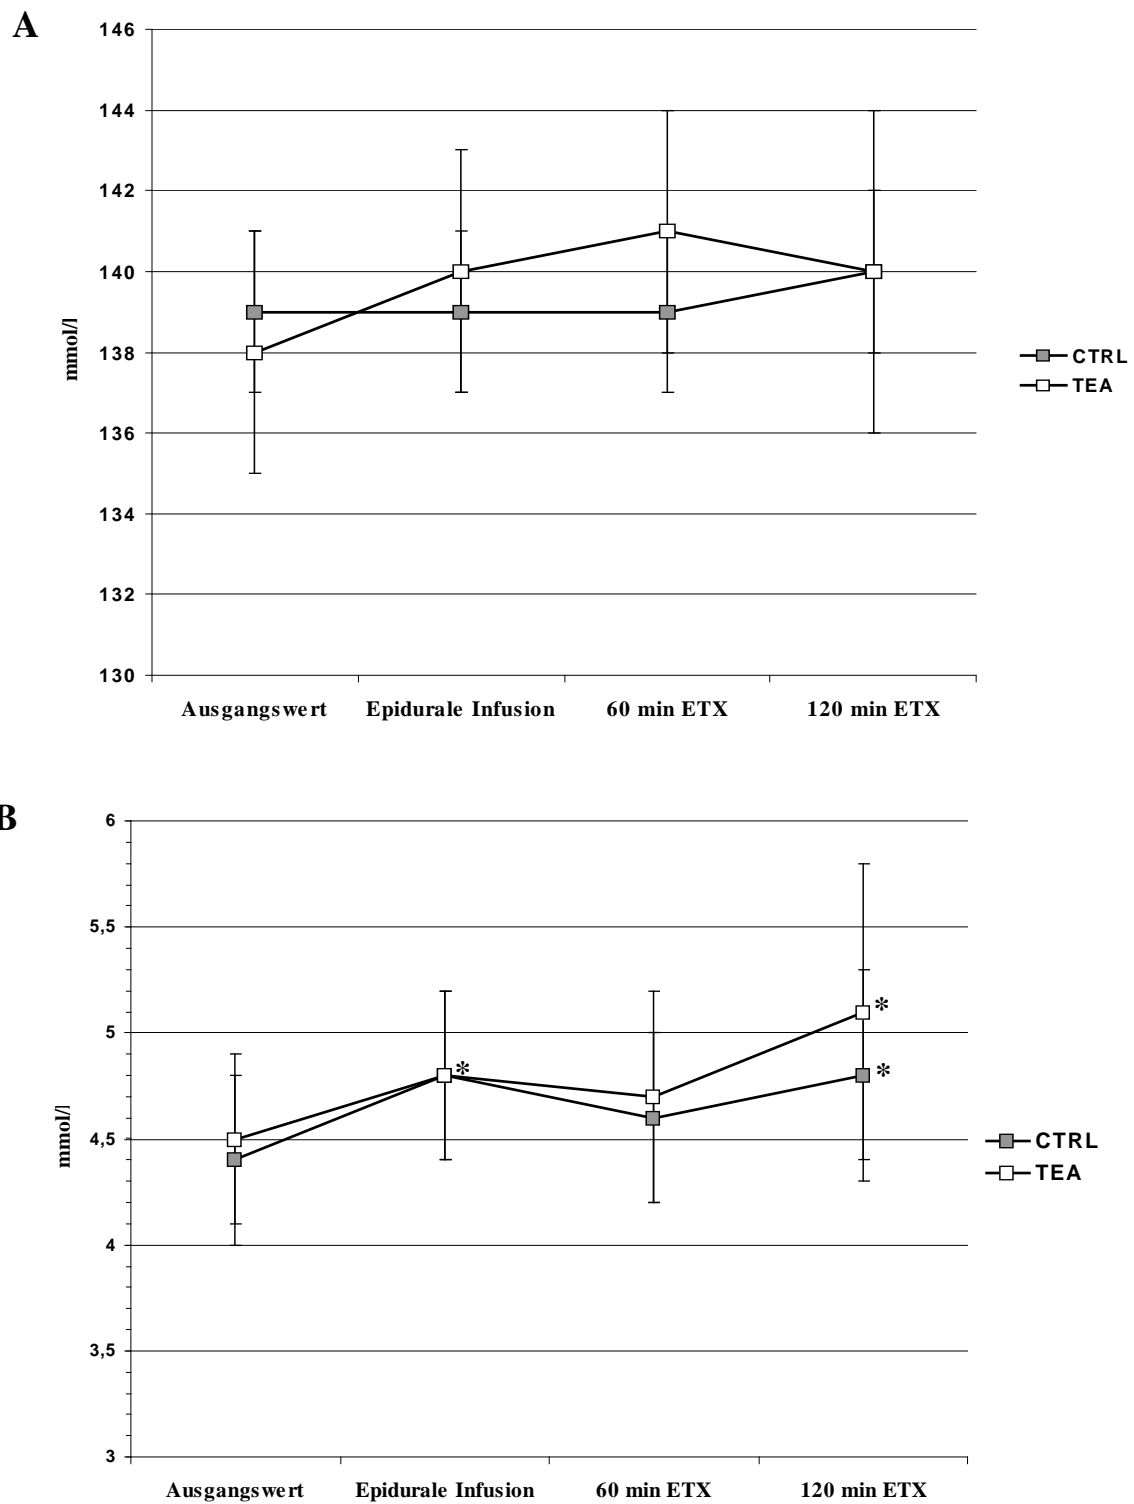 A
146
144
142
140
138
136
134
132
130
mmol/l
Ausgangswert Epidurale Infusion 60 min ETX 120 min ETX
CTRL
TEA
B
6
5,5
5
4,5
4
3,5
3
mmol/l
*
*
*
Ausgangswert Epidurale Infusion 60 min ETX 120 min ETX
CTRL
TEA